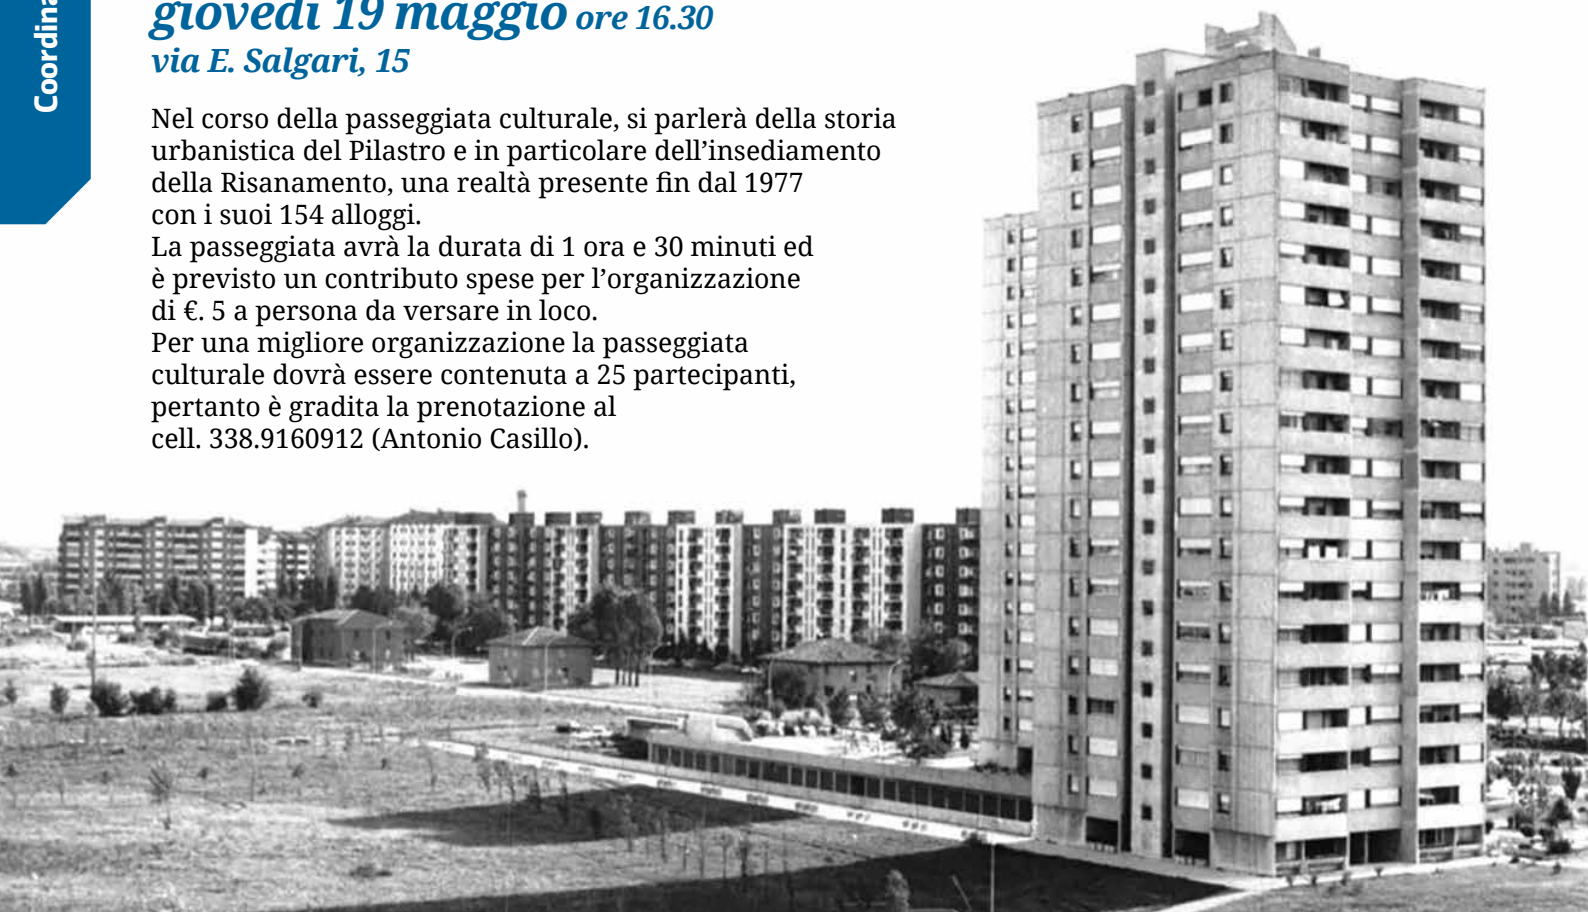 giovedì 19 maggio ore 16.30
via E. Salgari, 15
Nel corso della passeggiata culturale, si parlerà della storia
urbanistica del Pilastro e in particolare dell’insediamento
della Risanamento, una realtà presente fin dal 1977
con i suoi 154 alloggi.
La passeggiata avrà la durata di 1 ora e 30 minuti ed
è previsto un contributo spese per l’organizzazione
di €. 5 a persona da versare in loco.
Per una migliore organizzazione la passeggiata
culturale dovrà essere contenuta a 25 partecipanti,
pertanto è gradita la prenotazione al
cell. 338.9160912 (Antonio Casillo).